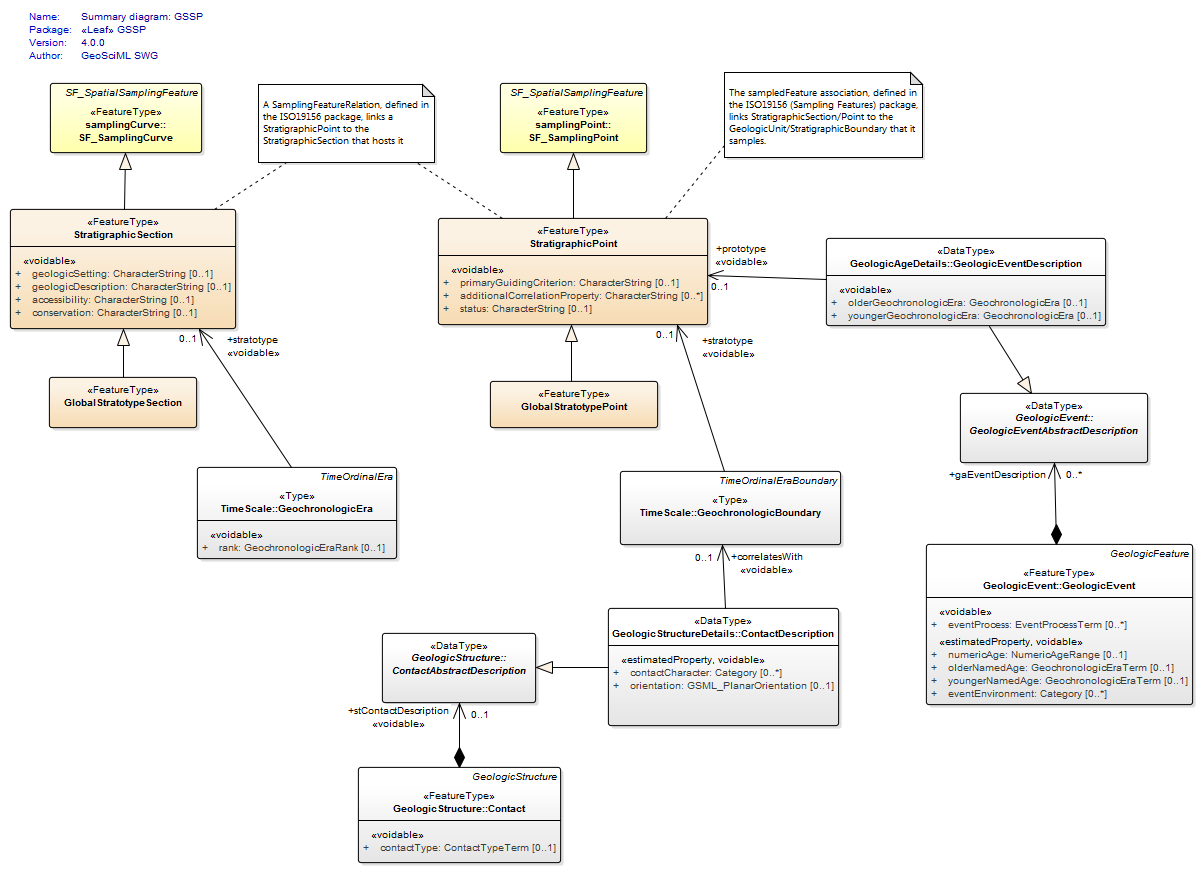 Name: Summary diagram: GSSP
Package: «Leaf» GSSP
Version: 4.0.0
Author: GeoSciML SWG
SF_SpatialSamplingFeature
«FeatureType»
samplingCurve::
SF_SamplingCurve
A SamplingFeatureRelation, defined in
the ISO19156 package, links a
StratigraphicPoint to the
StratigraphicSection that hosts it
SF_SpatialSamplingFeature
«FeatureType»
samplingPoint::
SF_SamplingPoint
The sampledFeature association, defined in
the ISO19156 (Sampling Features) package,
links StratigraphicSection/Point to the
GeologicUnit/StratigraphicBoundary that it
samples.
«FeatureType»
StratigraphicSection
«voidable»
+ geologicSetting: CharacterString [0..1]
+ geologicDescription: CharacterString [0..1]
+ accessibility: CharacterString [0..1]
+ conservation: CharacterString [0..1]
«FeatureType»
StratigraphicPoint
«voidable»
+ primaryGuidingCriterion: CharacterString [0..1]
+ additionalCorrelationProperty: CharacterString [0..*]
+ status: CharacterString [0..1]
+prototype
«voidable»
0..1
«DataType»
GeologicAgeDetails::GeologicEventDescription
«voidable»
+ olderGeochronologicEra: GeochronologicEra [0..1]
+ youngerGeochronologicEra: GeochronologicEra [0..1]
0..1
+stratotype
«voidable»
0..1
+stratotype
«voidable»
«FeatureType»
GlobalStratotypeSection
«FeatureType»
GlobalStratotypePoint
«DataType»
GeologicEvent::
GeologicEventAbstractDescription
+gaEventDescription
0..*
TimeOrdinalEra
«Type»
TimeScale::GeochronologicEra
«voidable»
+ rank: GeochronologicEraRank [0..1]
TimeOrdinalEraBoundary
«Type»
TimeScale::GeochronologicBoundary
0..1
+correlatesWith
«voidable»
GeologicFeature
«FeatureType»
GeologicEvent::GeologicEvent
«voidable»
+ eventProcess: EventProcessTerm [0..*]
«estimatedProperty, voidable»
+ numericAge: NumericAgeRange [0..1]
+ olderNamedAge: GeochronologicEraTerm [0..1]
+ youngerNamedAge: GeochronologicEraTerm [0..1]
+ eventEnvironment: Category [0..*]
«DataType»
GeologicStructureDetails::ContactDescription
«estimatedProperty, voidable»
+ contactCharacter: Category [0..*]
+ orientation: GSML_PlanarOrientation [0..1]
«DataType»
GeologicStructure::
ContactAbstractDescription
+stContactDescription
«voidable»
0..1
GeologicStructure
«FeatureType»
GeologicStructure::Contact
«voidable»
+ contactType: ContactTypeTerm [0..1]